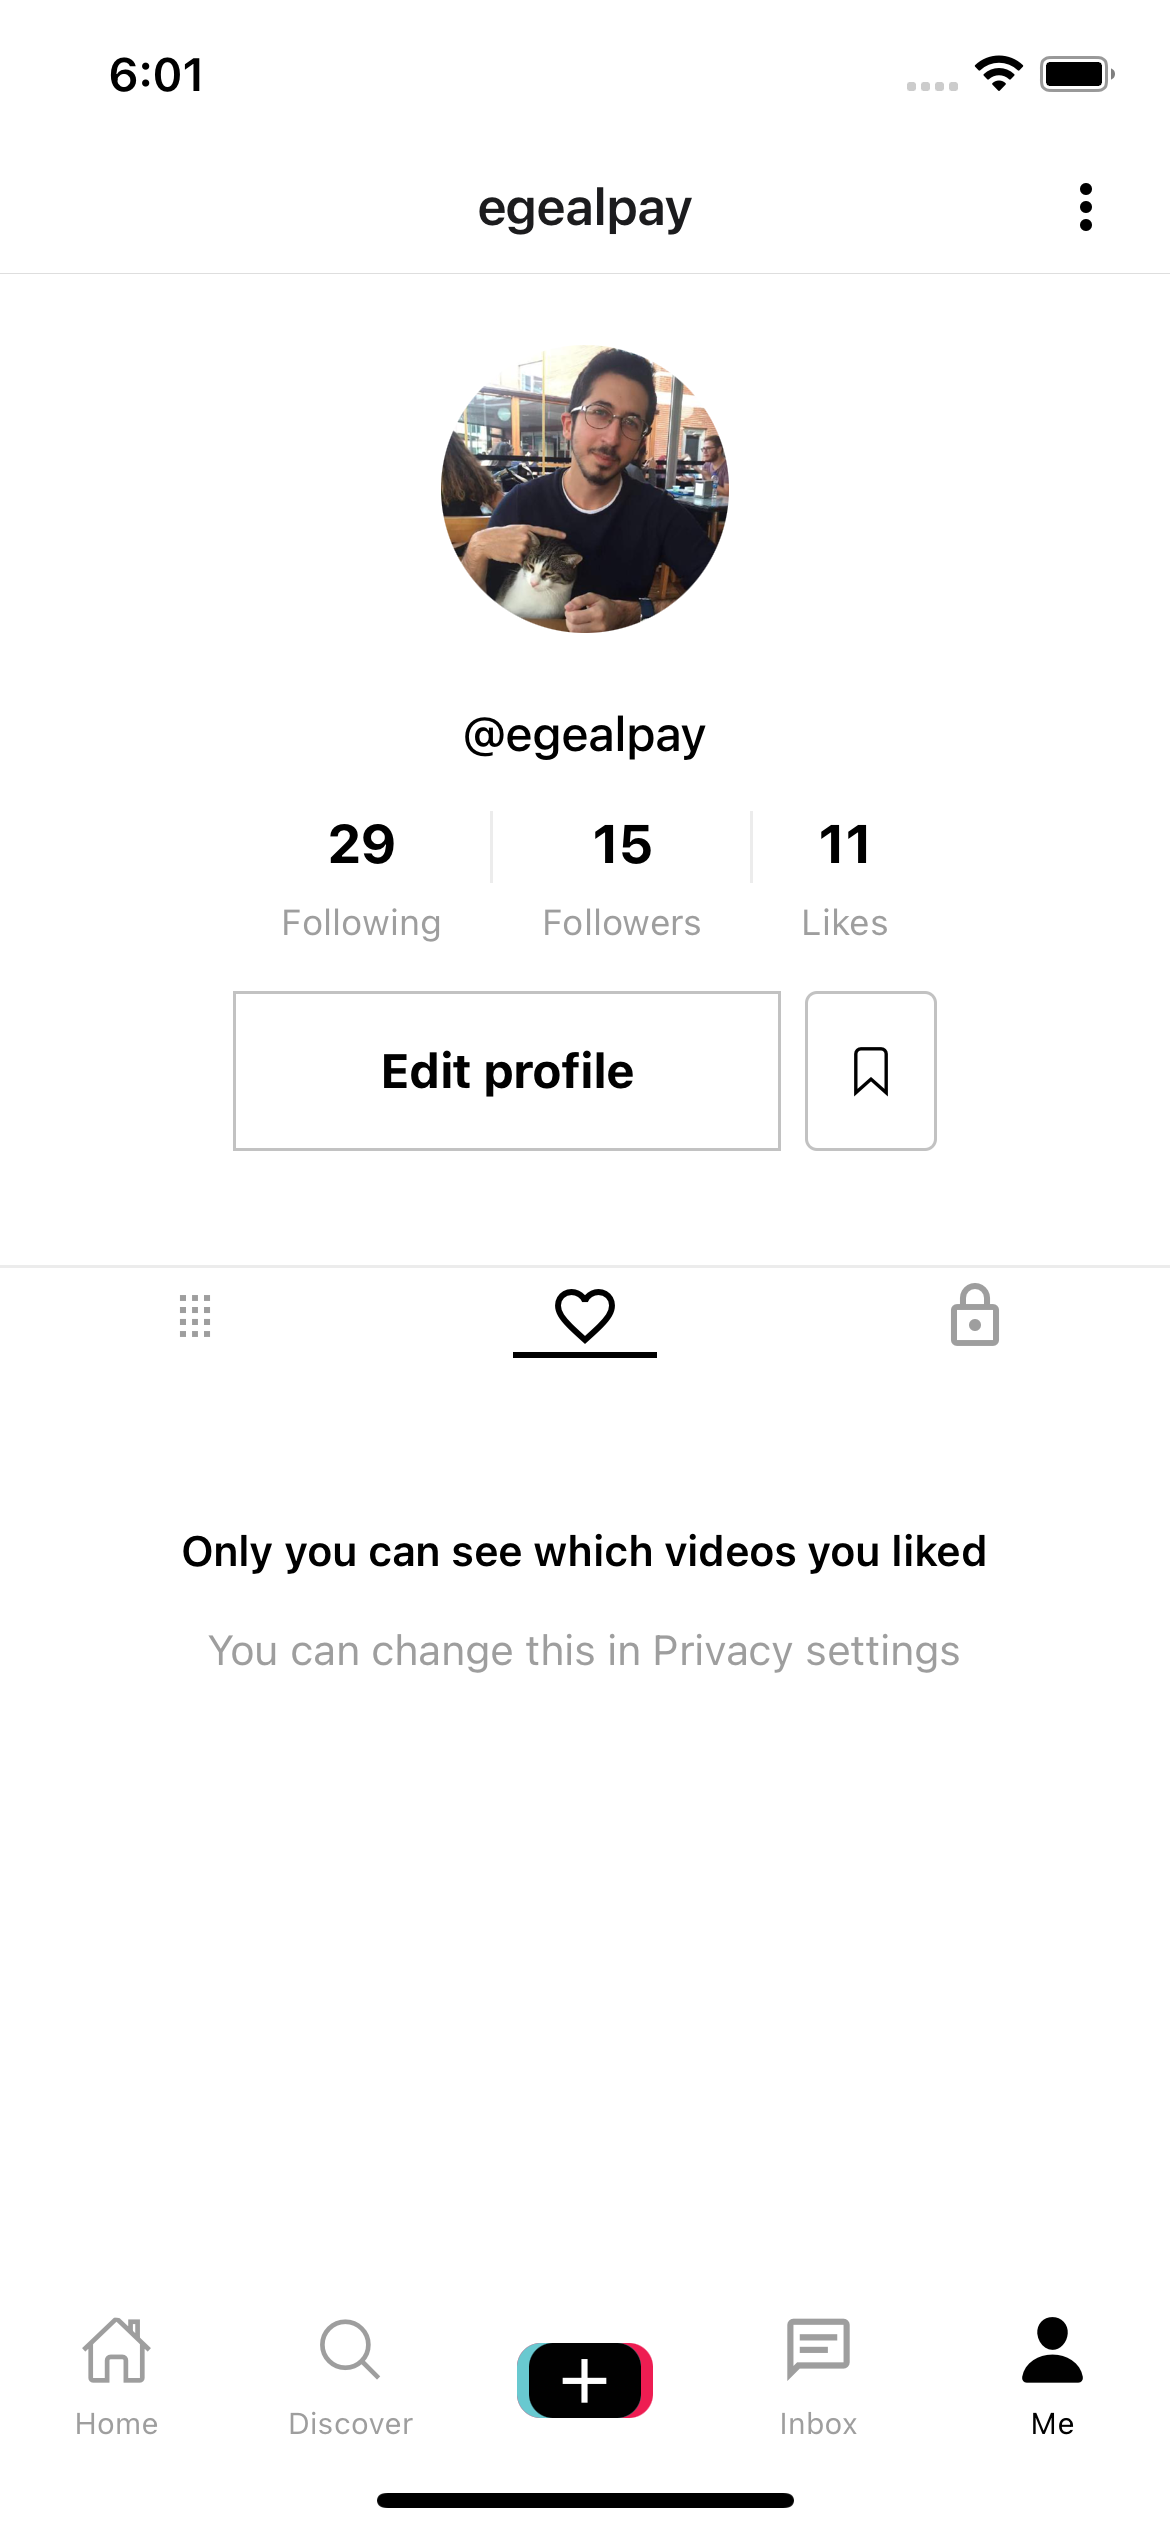 6:01
egealpay
@egealpay
29 15 11
Following Followers Likes
Edit profile
Only you can see which videos you liked
You can change this in Privacy settings
Home Discover Inbox Me